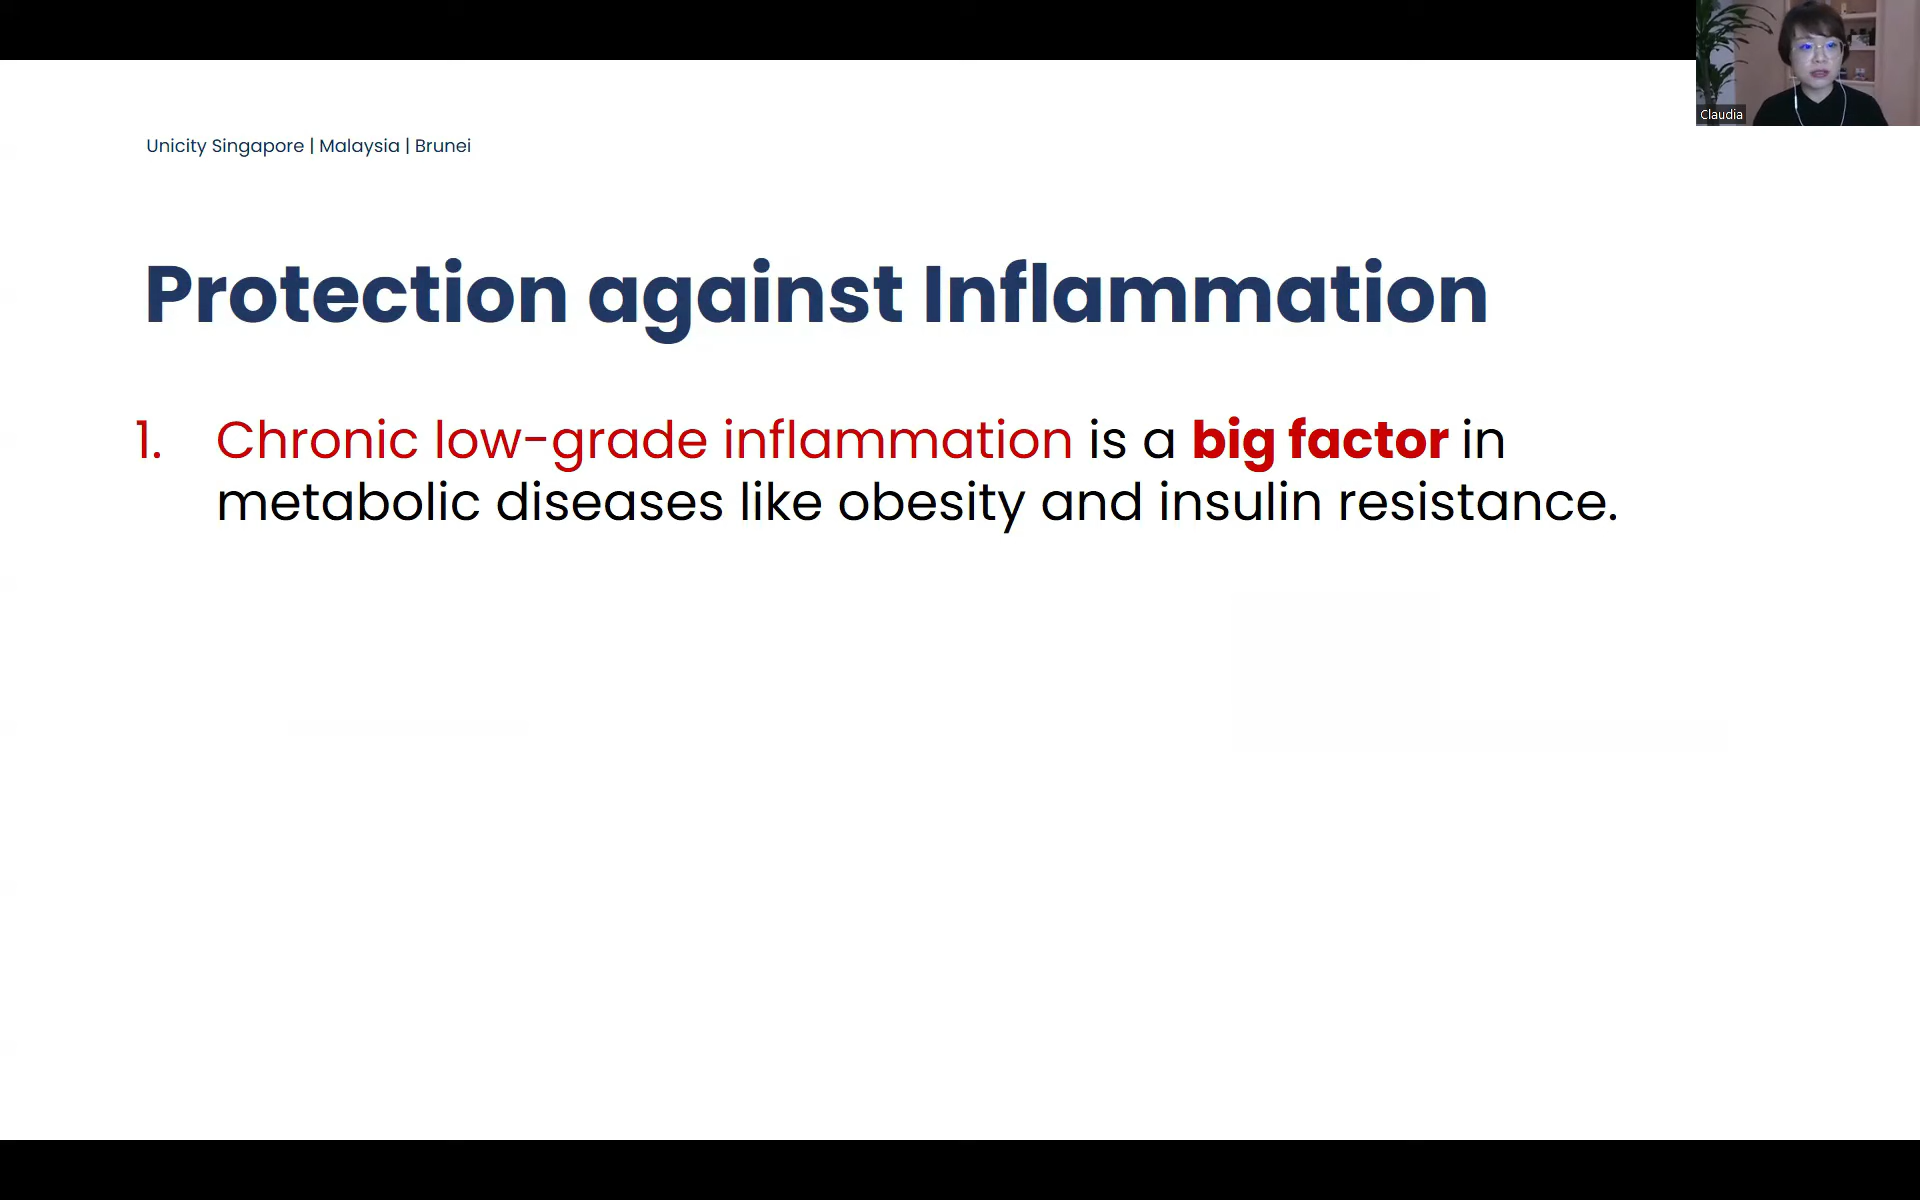 Claudia
Unicity Singapore | Malaysia | Brunei
Protection against Inflammation
1. Chronic low-grade inflammation is a big factor in
metabolic diseases like obesity and insulin resistance.